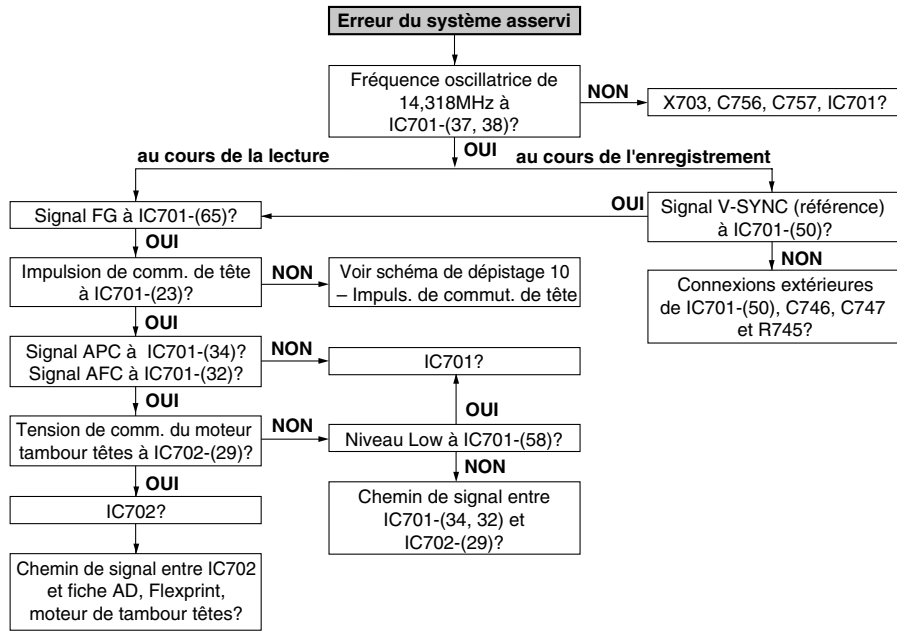 Erreur du système asservi
Fréquence oscillatrice de
14,318MHz à
IC701-(37, 38)?
NON
X703, C756, C757, IC701?
OUI
au cours de la lecture
au cours de l'enregistrement
Signal FG à IC701-(65)?
OUI
Signal V-SYNC (référence)
à IC701-(50)?
OUI
NON
Impulsion de comm. de tête
à IC701-(23)?
NON
Voir schéma de dépistage 10
– Impuls. de commut. de tête
Connexions extérieures
de IC701-(50), C746, C747
et R745?
OUI
Signal APC à IC701-(34)?
Signal AFC à IC701-(32)?
NON
IC701?
OUI
OUI
Tension de comm. du moteur
tambour têtes à IC702-(29)?
NON
Niveau Low à IC701-(58)?
OUI
NON
IC702?
Chemin de signal entre
IC701-(34, 32) et
IC702-(29)?
Chemin de signal entre IC702
et fiche AD, Flexprint,
moteur de tambour têtes?